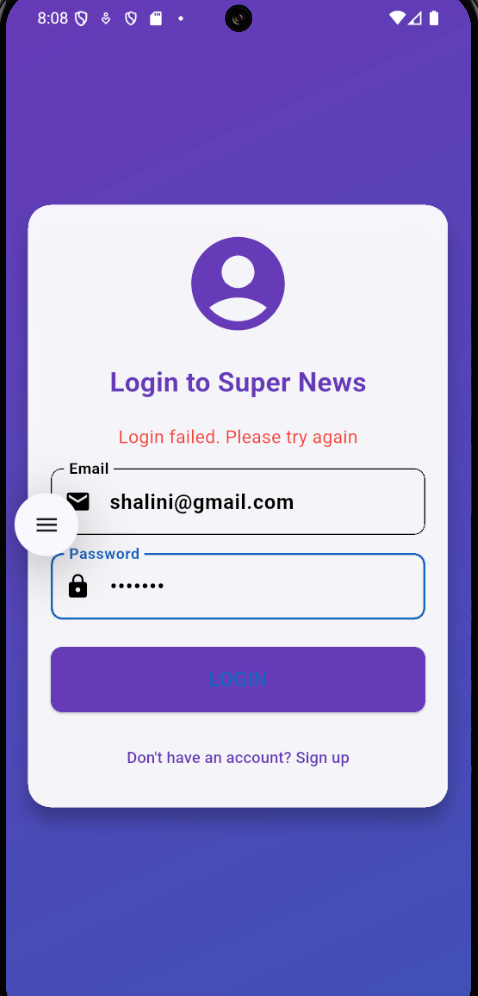 8:08
Login to Super News
Login failed. Please try again
Email
shalini@gmail.com
Password
•••••••
LOGIN
Don't have an account? Sign up